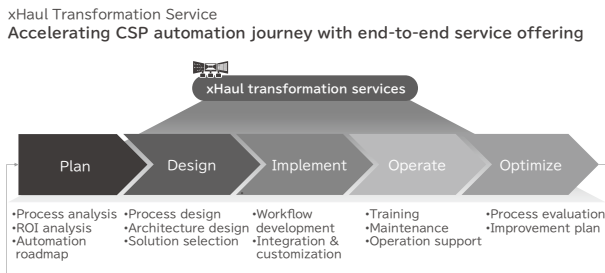 xHaul Transformation Service
Accelerating CSP automation journey with end-to-end service offering
xHaul transformation services
Plan
Design
Implement
Operate
Optimize
•Process analysis
•ROI analysis
•Automation
roadmap
•Process design
•Architecture design
•Solution selection
•Workflow
development
•Integration &
customization
•Training
•Maintenance
•Operation support
•Process evaluation
•Improvement plan